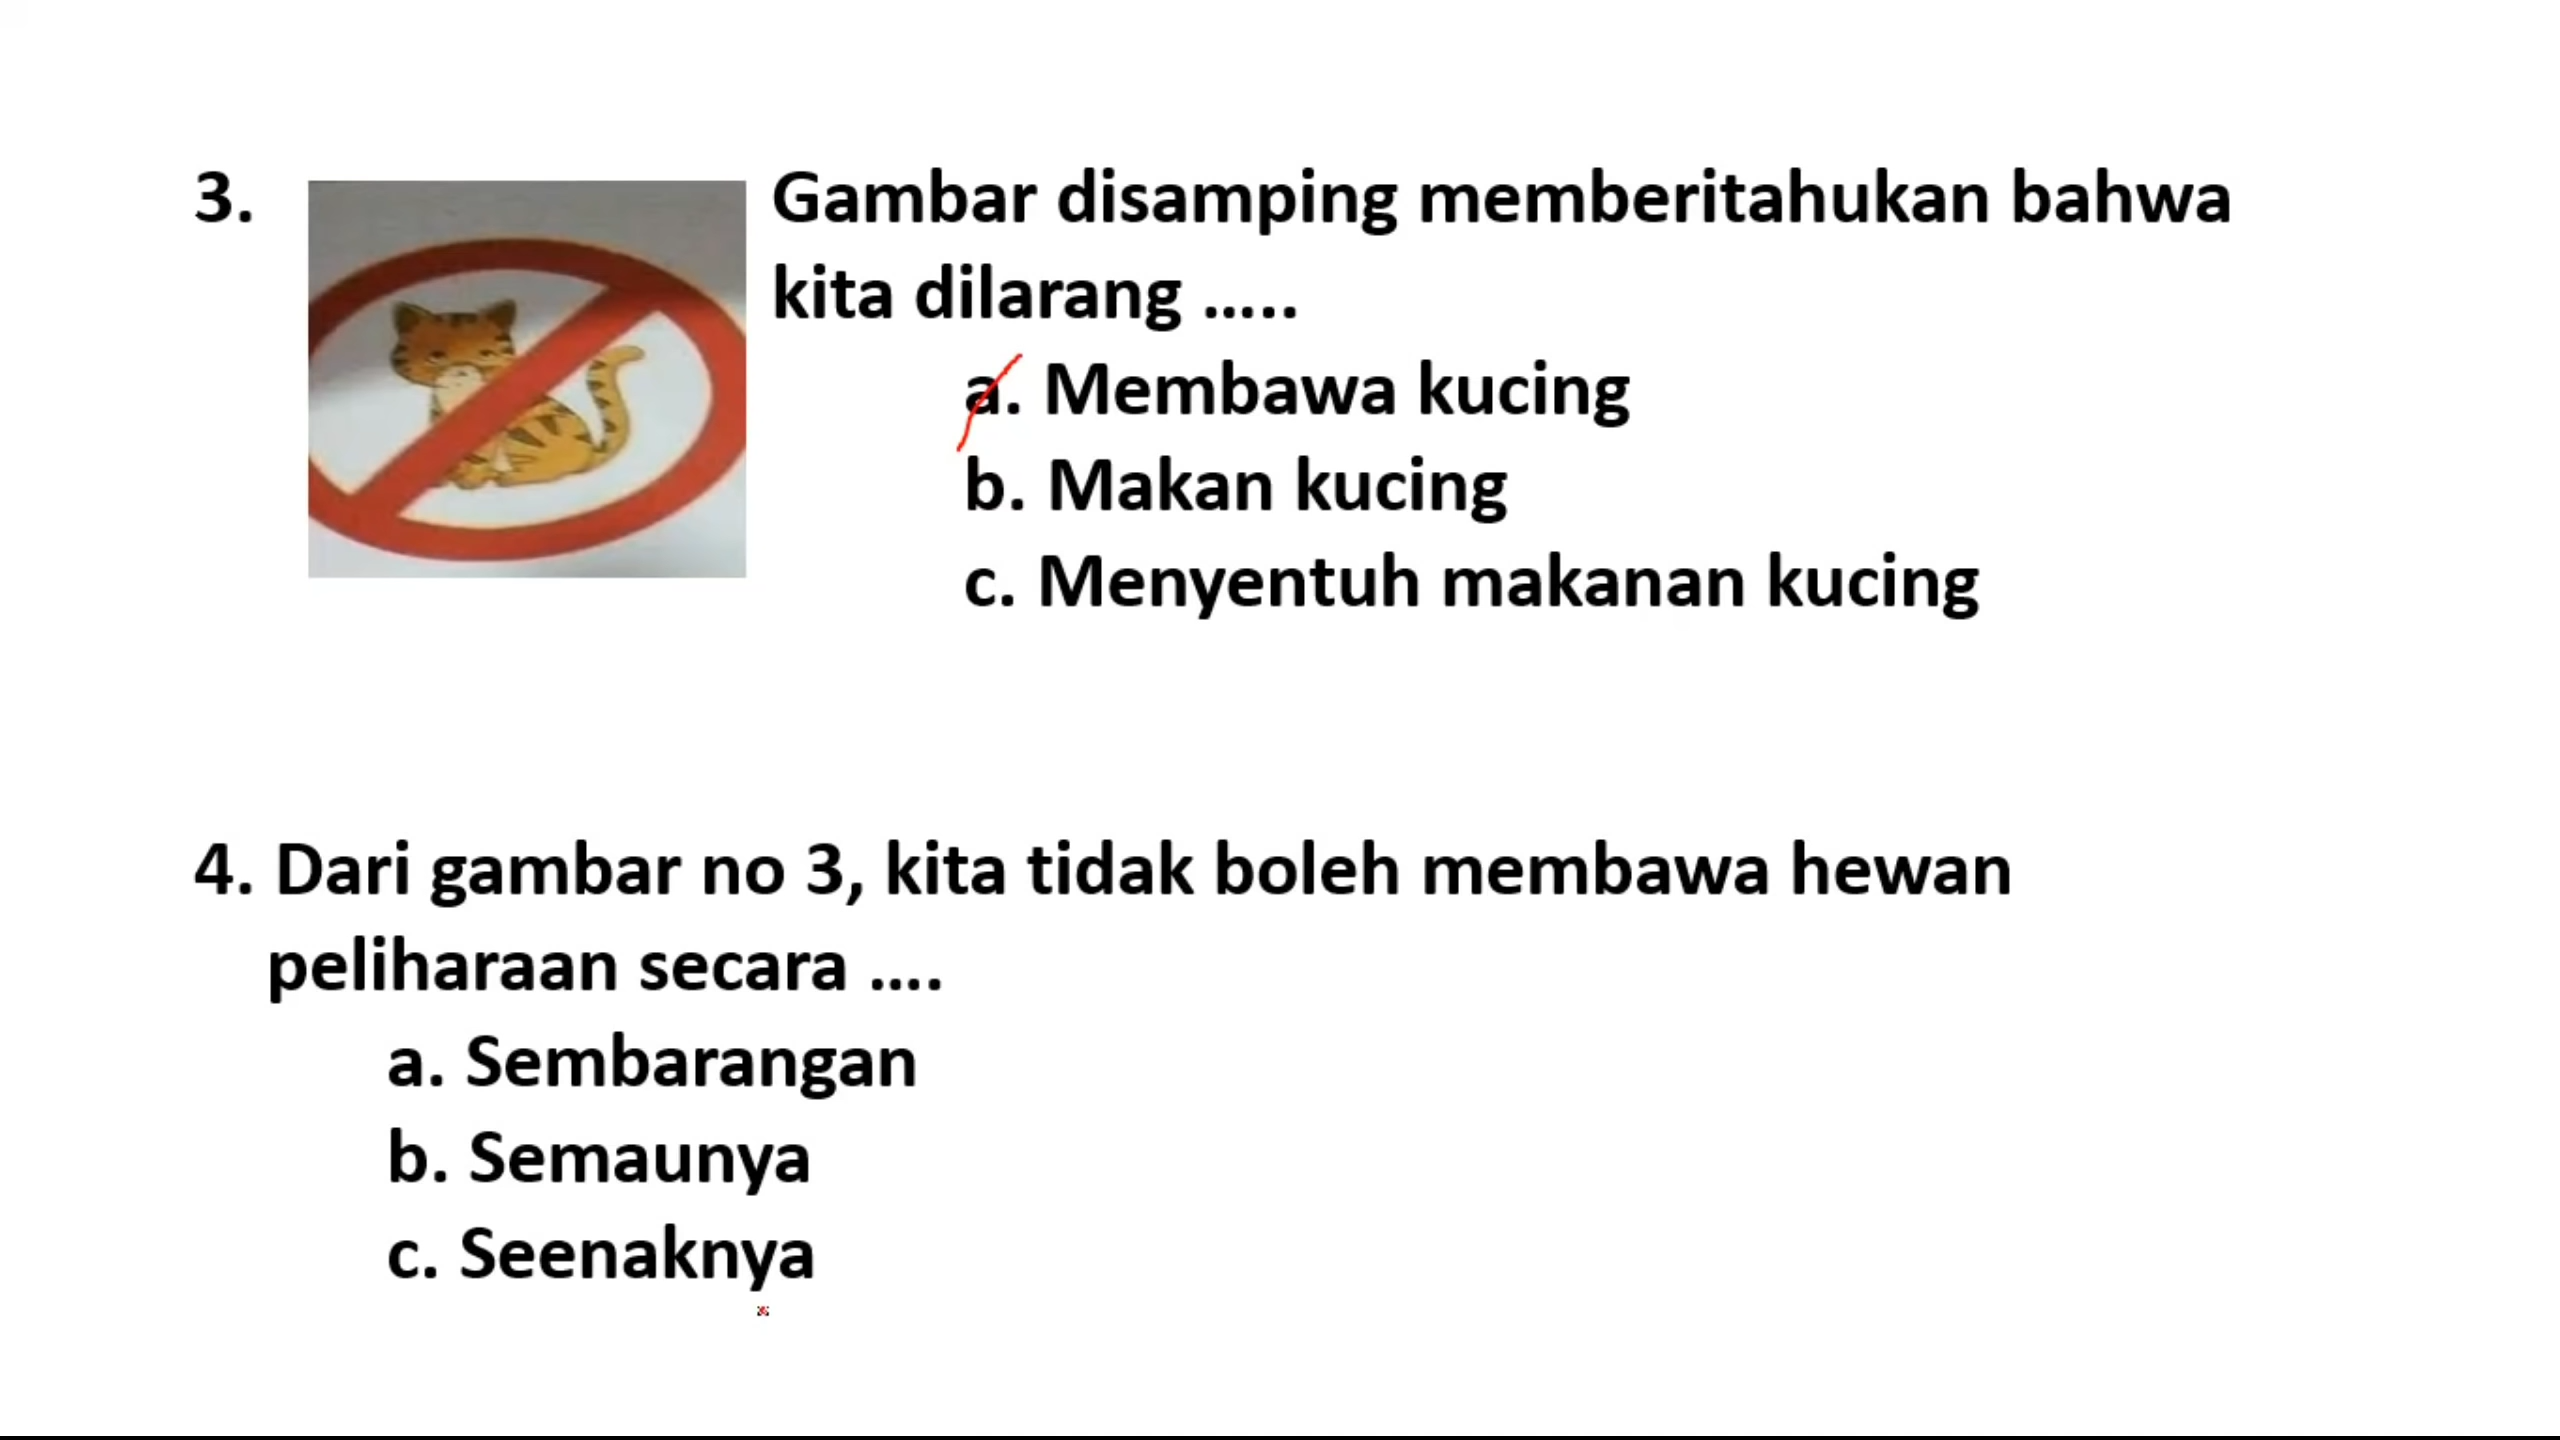 3. Gambar disamping memberitahukan bahwa
kita dilarang .....
a. Membawa kucing
b. Makan kucing
c. Menyentuh makanan kucing
4. Dari gambar no 3, kita tidak boleh membawa hewan
peliharaan secara ....
a. Sembarangan
b. Semaunya
c. Seenaknya